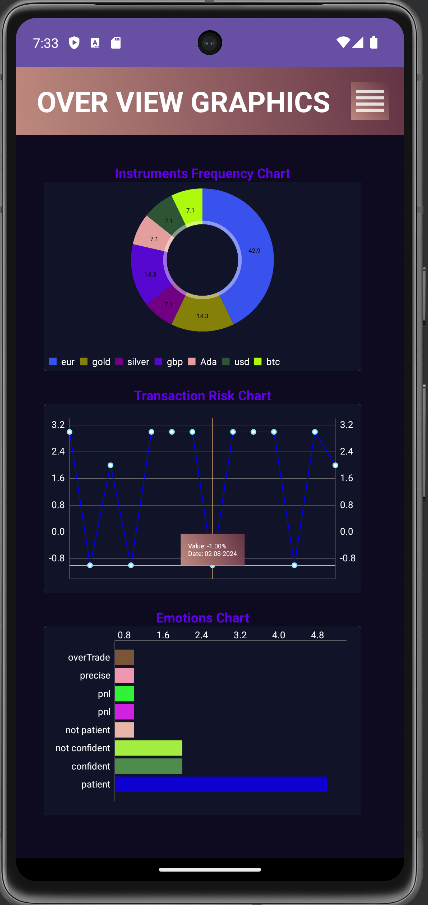 7:33
OVER VIEW GRAPHICS
Instruments Frequency Chart
7.1
7.1
7.1
42.9
14.3
7.1
14.3
eur gold silver gbp Ada usd btc
Transaction Risk Chart
3.2 3.2
2.4 2.4
1.6 1.6
0.8 0.8
0.0 0.0
-0.8 -0.8
Value: -1.00%
Date: 02-08-2024
Emotions Chart
0.8 1.6 2.4 3.2 4.0 4.8
overTrade
precise
pnl
pnl
not patient
not confident
confident
patient